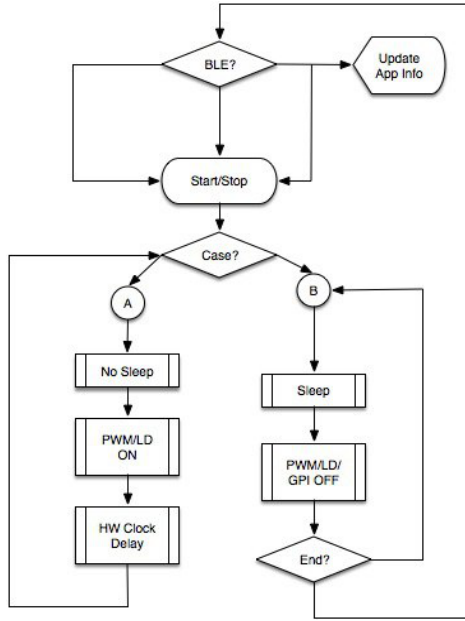 BLE?
Update
App Info
Start/Stop
Case?
A
B
No Sleep
Sleep
PWM/LD
ON
PWM/LD/
GPI OFF
HW Clock
Delay
End?